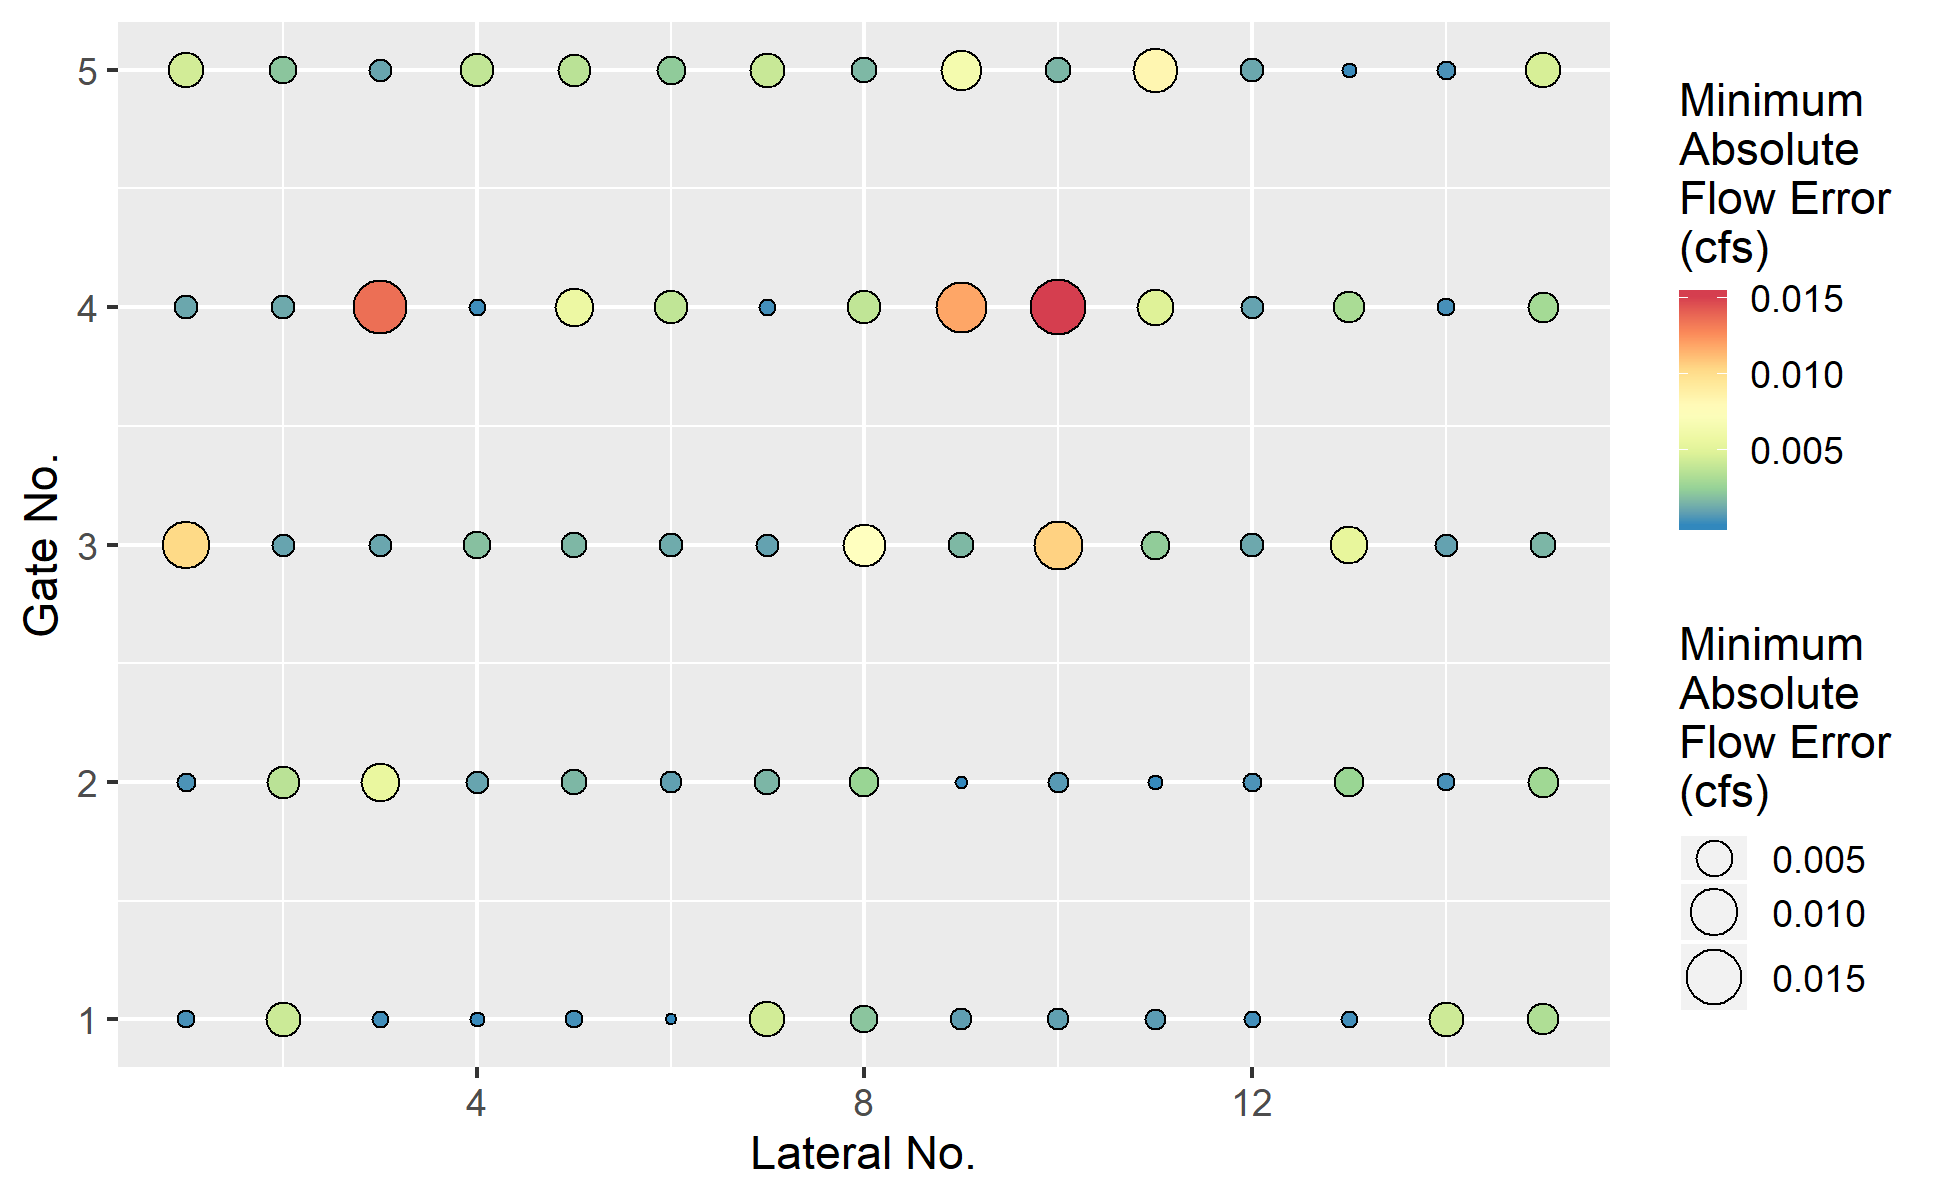 5
4
3
2
1
Gate No.
4
8
12
Lateral No.
Minimum
Absolute
Flow Error
(cfs)
0.015
0.010
0.005
Minimum
Absolute
Flow Error
(cfs)
0.005
0.010
0.015